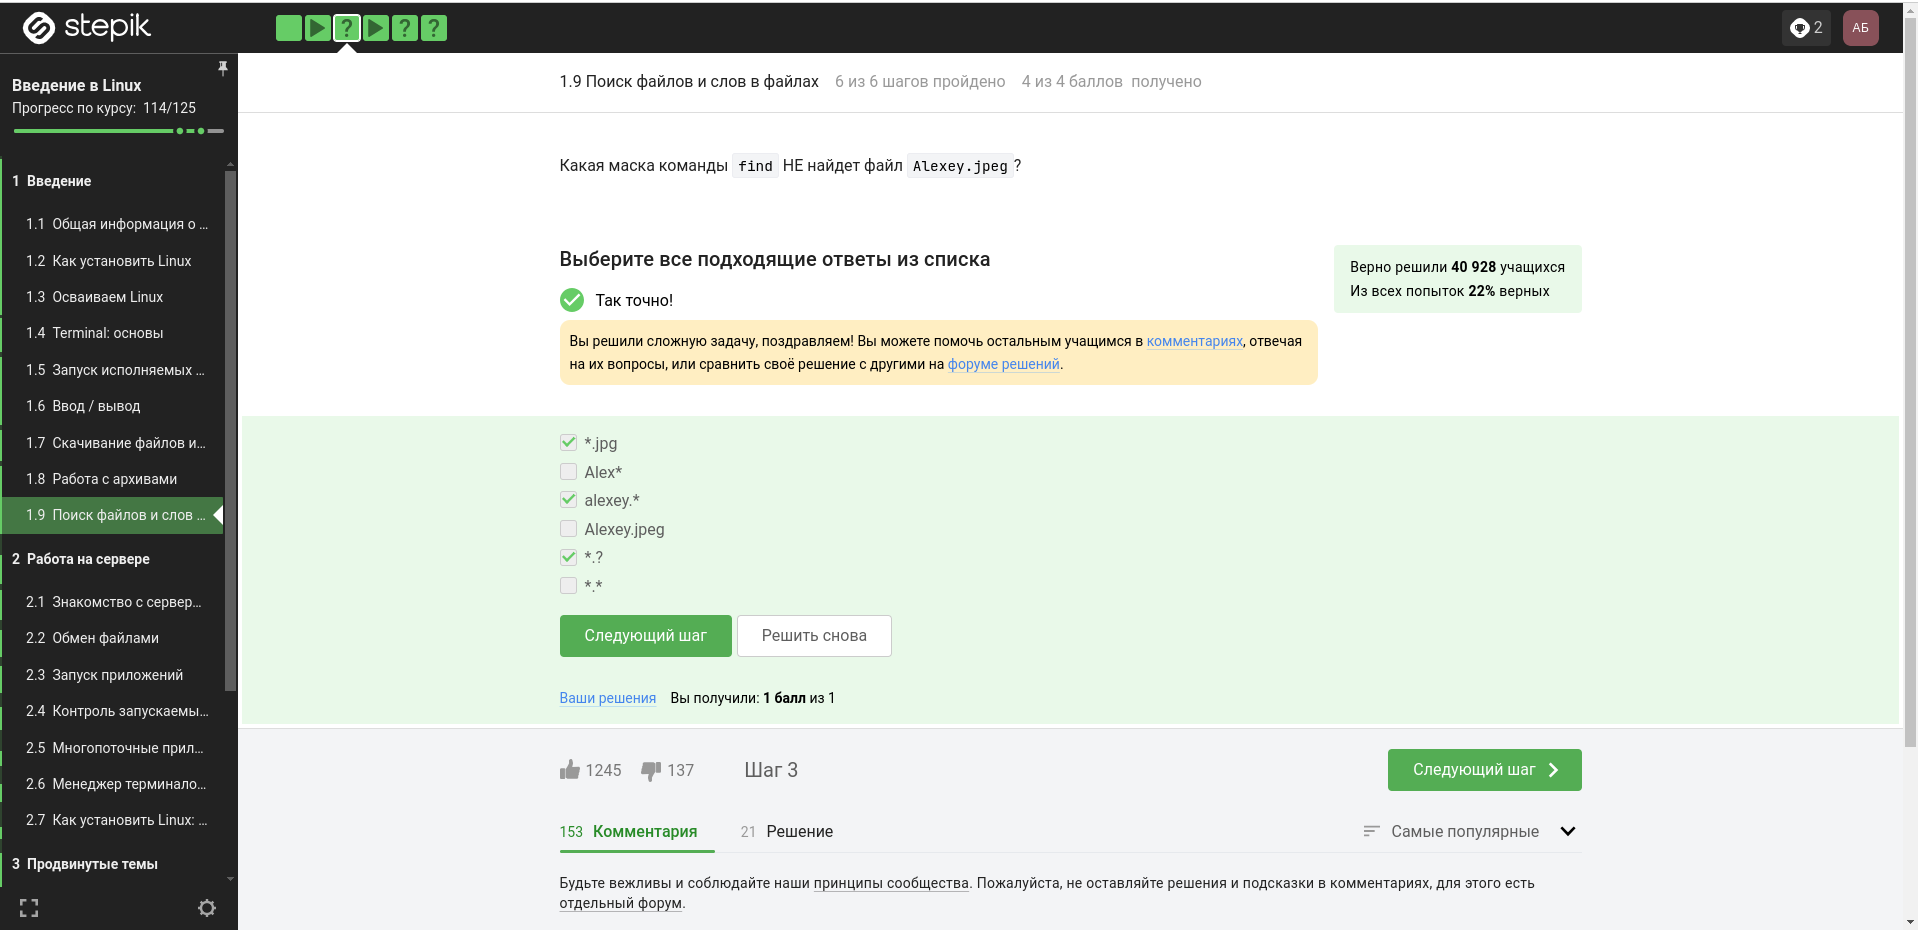 stepik
2
АБ
Введение в Linux
Прогресс по курсу: 114/125
1 Введение
1.1 Общая информация о ...
1.2 Как установить Linux
1.3 Осваиваем Linux
1.4 Terminal: основы
1.5 Запуск исполняемых ...
1.6 Ввод / вывод
1.7 Скачивание файлов и...
1.8 Работа с архивами
1.9 Поиск файлов и слов ...
2 Работа на сервере
2.1 Знакомство с сервер...
2.2 Обмен файлами
2.3 Запуск приложений
2.4 Контроль запускаемы...
2.5 Многопоточные прил...
2.6 Менеджер терминало...
2.7 Как установить Linux: ...
3 Продвинутые темы
1.9 Поиск файлов и слов в файлах 6 из 6 шагов пройдено 4 из 4 баллов получено
Какая маска команды find НЕ найдет файл Alexey.jpeg ?
Выберите все подходящие ответы из списка
Так точно!
Верно решили 40 928 учащихся
Из всех попыток 22% верных
Вы решили сложную задачу, поздравляем! Вы можете помочь остальным учащимся в комментариях, отвечая
на их вопросы, или сравнить своё решение с другими на форуме решений.
*.jpg
Alex*
alexey.*
Alexey.jpeg
*.?
*.*
Следующий шаг Решить снова
Ваши решения Вы получили: 1 балл из 1
1245 137 Шаг 3 Следующий шаг
153 Комментария 21 Решение Самые популярные
Будьте вежливы и соблюдайте наши принципы сообщества. Пожалуйста, не оставляйте решения и подсказки в комментариях, для этого есть
отдельный форум.